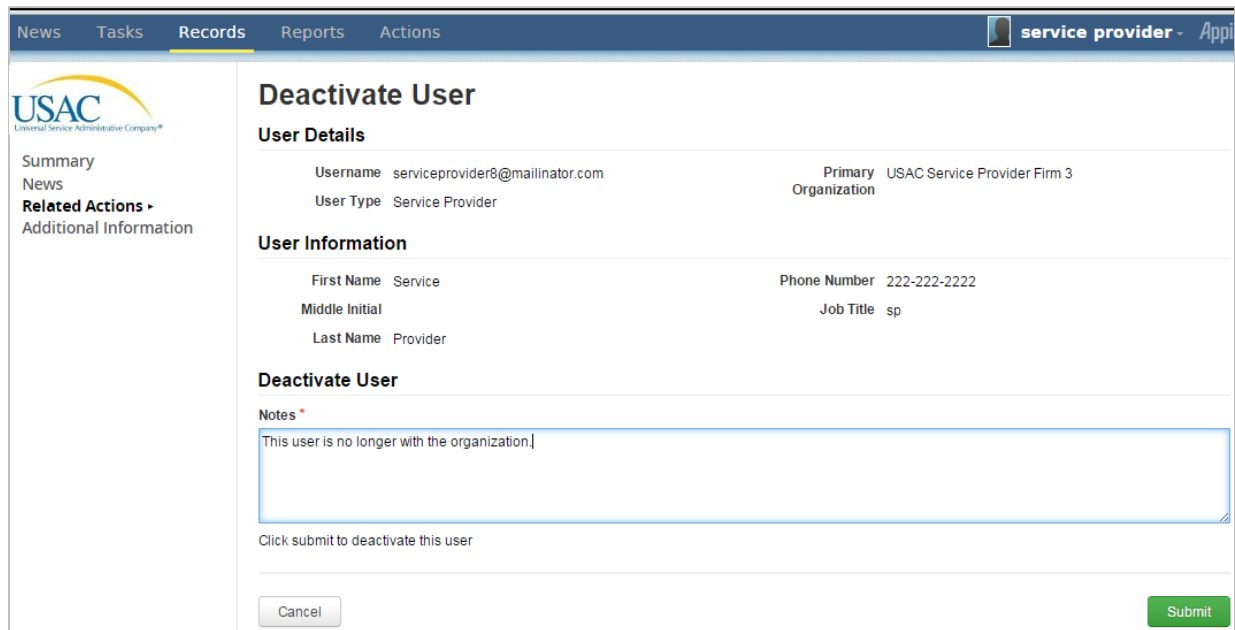 News Tasks Records Reports Actions service provider - Appi
USAC
Universal Service Administrative Company®
Summary
News
Related Actions ▸
Additional Information
Deactivate User
User Details
Username serviceprovider8@mailinator.com
Primary Organization USAC Service Provider Firm 3
User Type Service Provider
User Information
First Name Service
Phone Number 222-222-2222
Middle Initial
Job Title sp
Last Name Provider
Deactivate User
Notes *
This user is no longer with the organization.
Click submit to deactivate this user
Cancel
Submit